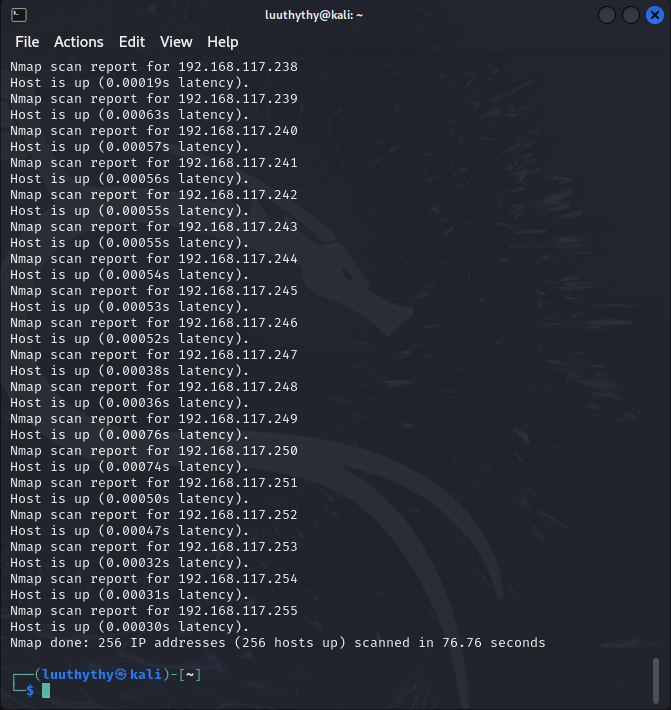 luuthythy@kali: ~
File Actions Edit View Help
Nmap scan report for 192.168.117.238
Host is up (0.00019s latency).
Nmap scan report for 192.168.117.239
Host is up (0.00063s latency).
Nmap scan report for 192.168.117.240
Host is up (0.00057s latency).
Nmap scan report for 192.168.117.241
Host is up (0.00056s latency).
Nmap scan report for 192.168.117.242
Host is up (0.00055s latency).
Nmap scan report for 192.168.117.243
Host is up (0.00055s latency).
Nmap scan report for 192.168.117.244
Host is up (0.00054s latency).
Nmap scan report for 192.168.117.245
Host is up (0.00053s latency).
Nmap scan report for 192.168.117.246
Host is up (0.00052s latency).
Nmap scan report for 192.168.117.247
Host is up (0.00038s latency).
Nmap scan report for 192.168.117.248
Host is up (0.00036s latency).
Nmap scan report for 192.168.117.249
Host is up (0.00076s latency).
Nmap scan report for 192.168.117.250
Host is up (0.00074s latency).
Nmap scan report for 192.168.117.251
Host is up (0.00050s latency).
Nmap scan report for 192.168.117.252
Host is up (0.00047s latency).
Nmap scan report for 192.168.117.253
Host is up (0.00032s latency).
Nmap scan report for 192.168.117.254
Host is up (0.00031s latency).
Nmap scan report for 192.168.117.255
Host is up (0.00030s latency).
Nmap done: 256 IP addresses (256 hosts up) scanned in 76.76 seconds
┌──(luuthythy㉿kali)-[~]
└─$